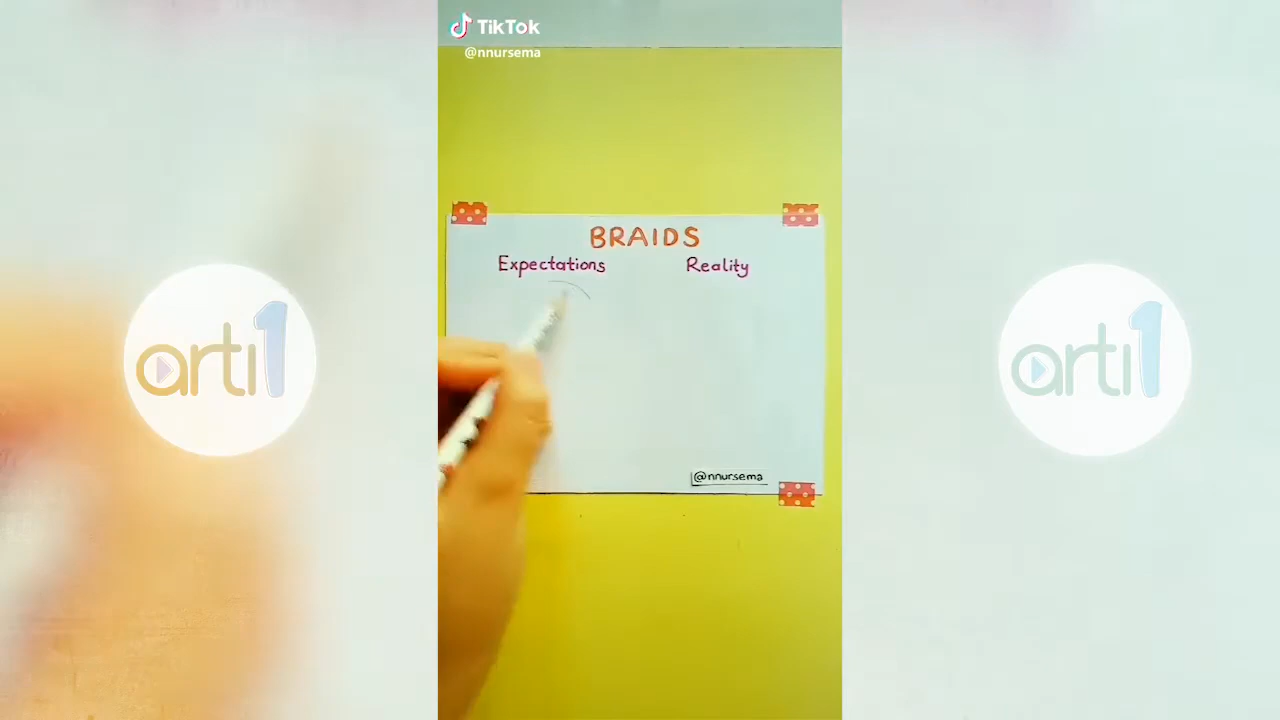 TikTok
@nnursema
BRAIDS
Expectations
Reality
@nnursema
arti1
arti1